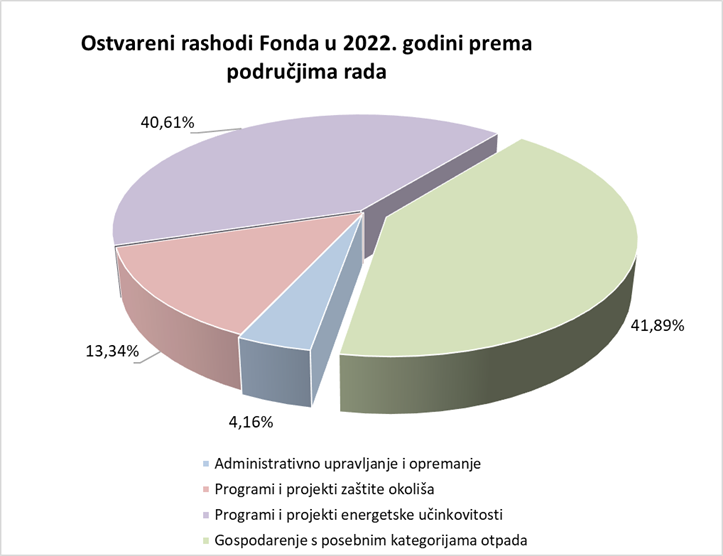 Ostvareni rashodi Fonda u 2022. godini prema
područjima rada
40,61%
41,89%
13,34%
4,16%
Administrativno upravljanje i opremanje
Programi i projekti zaštite okoliša
Programi i projekti energetske učinkovitosti
Gospodarenje s posebnim kategorijama otpada